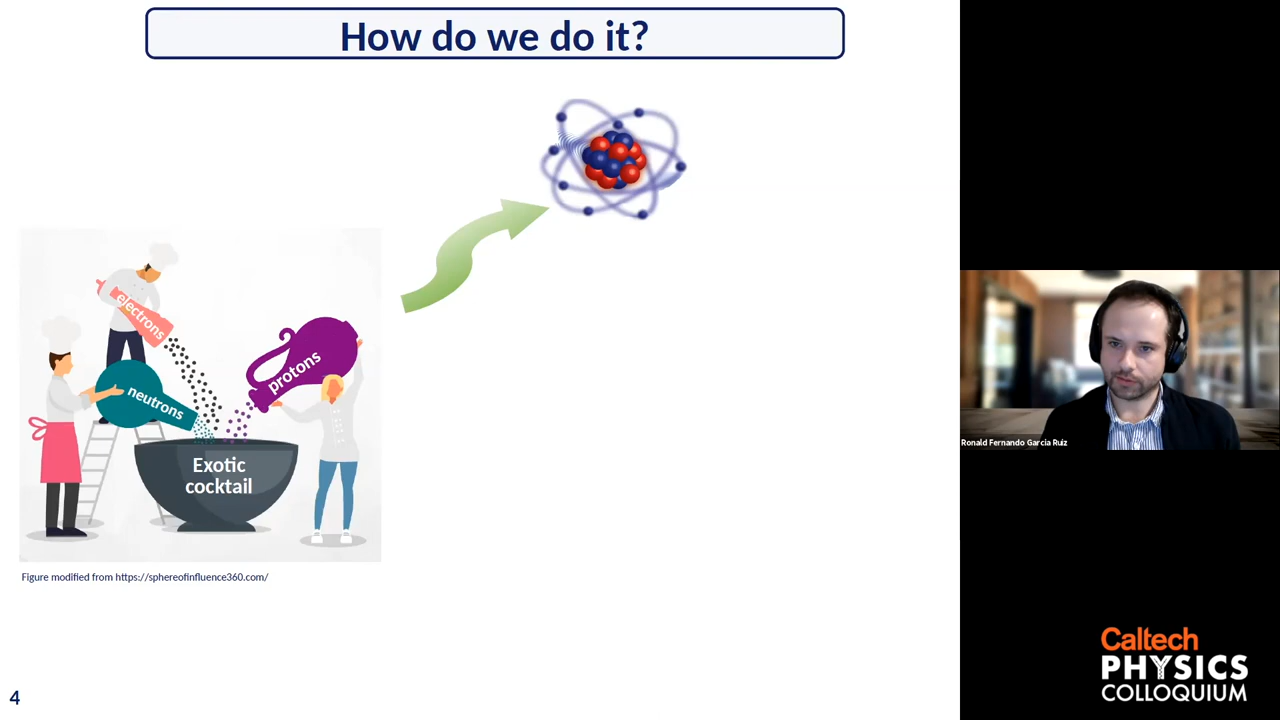 How do we do it?
electrons
neutrons
protons
Exotic
cocktail
Figure modified from https://sphereofinfluence360.com/
4
Ronald Fernando Garcia Ruiz
Caltech
PHYSICS
COLLOQUIUM